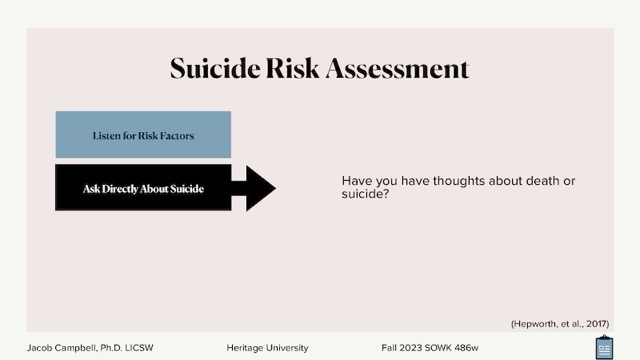 Suicide Risk Assessment
Listen for Risk Factors
Ask Directly About Suicide
Have you have thoughts about death or
suicide?
(Hepworth, et al., 2017)
Jacob Campbell, Ph.D. LICSW Heritage University Fall 2023 SOWK 486w